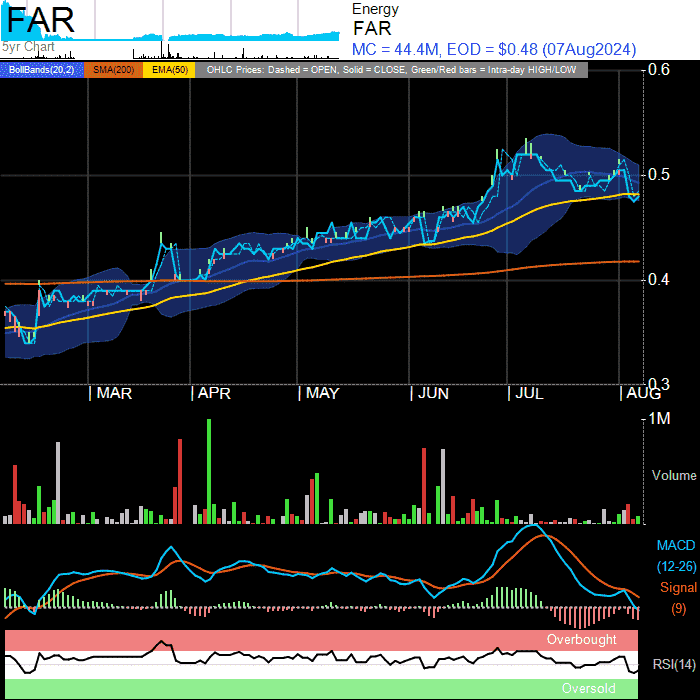 FAR
5yr Chart
Energy
FAR
MC = 44.4M, EOD = $0.48 (07Aug2024)
BollBands(20,2) SMA(200) EMA(50) OHLC Prices: Dashed = OPEN, Solid = CLOSE, Green/Red bars = Intra-day HIGH/LOW
0.6
0.5
0.4
0.3
| MAR | APR | MAY | JUN | JUL | AUG
1M
Volume
MACD
(12-26)
Signal
(9)
Overbought
RSI(14)
Oversold